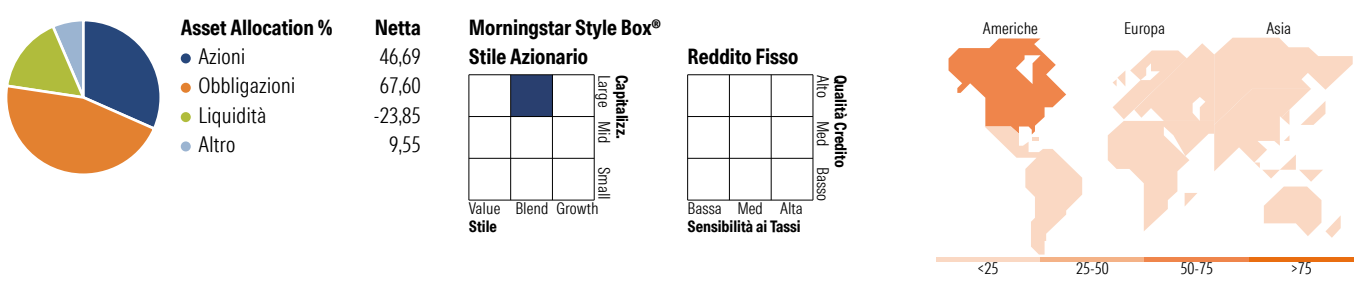 Asset Allocation % Netta
Azioni 46,69
Obbligazioni 67,60
Liquidità -23,85
Altro 9,55
Morningstar Style Box®
Stile Azionario
Large Mid Small
Capitalizz.
Value Blend Growth
Stile
Reddito Fisso
Alto Med Basso
Qualità Credito
Bassa Med Alta
Sensibilità ai Tassi
Americhe Europa Asia
<25 25-50 50-75 >75